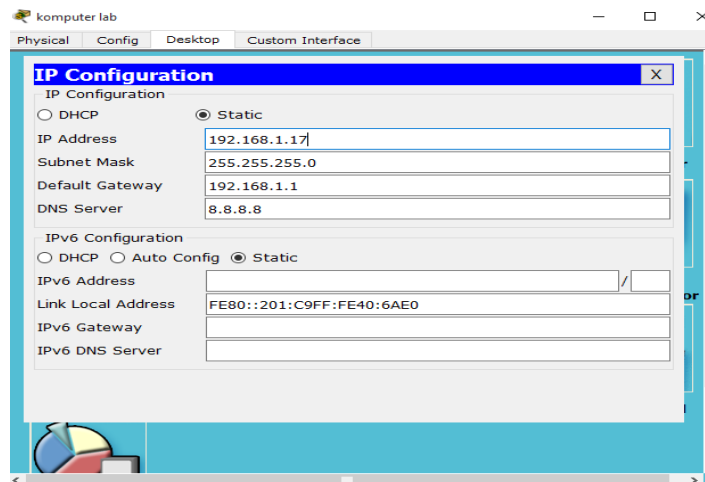 komputer lab
Physical Config Desktop Custom Interface
IP Configuration X
IP Configuration
DHCP Static
IP Address 192.168.1.17
Subnet Mask 255.255.255.0
Default Gateway 192.168.1.1
DNS Server 8.8.8.8
IPv6 Configuration
DHCP Auto Config Static
IPv6 Address /
Link Local Address FE80::201:C9FF:FE40:6AE0
IPv6 Gateway
IPv6 DNS Server